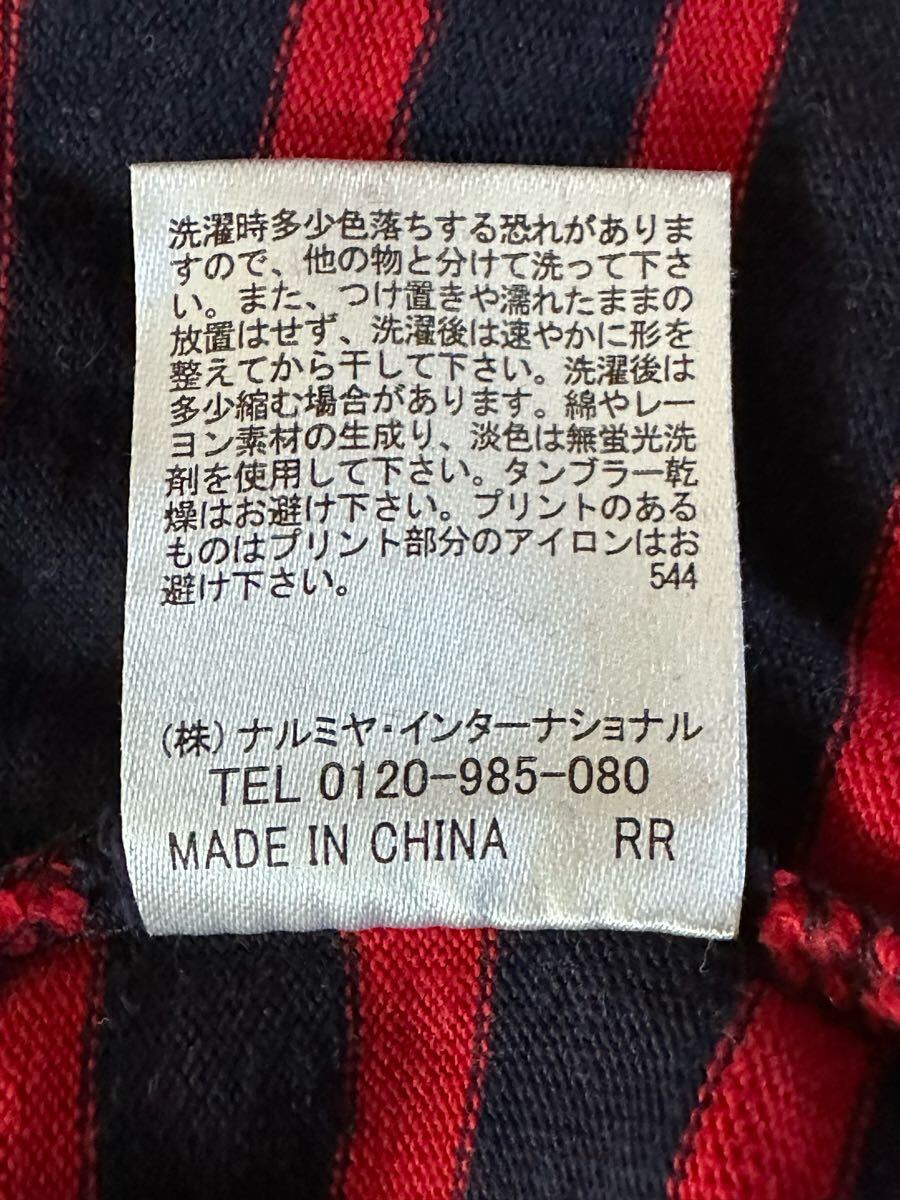 洗濯時多少色落ちする恐れがありま
すので、他の物と分けて洗って下さ
い。また、つけ置きや濡れたままの
放置はせず、洗濯後は速やかに形を
整えてから干して下さい。洗濯後は
多少縮む場合があります。綿やレー
ヨン素材の生成り、淡色は無蛍光洗
剤を使用して下さい。タンブラー乾
燥はお避け下さい。プリントのある
ものはプリント部分のアイロンはお
避け下さい。 544
(株)ナルミヤ・インターナショナル
TEL 0120-985-080
MADE IN CHINA RR